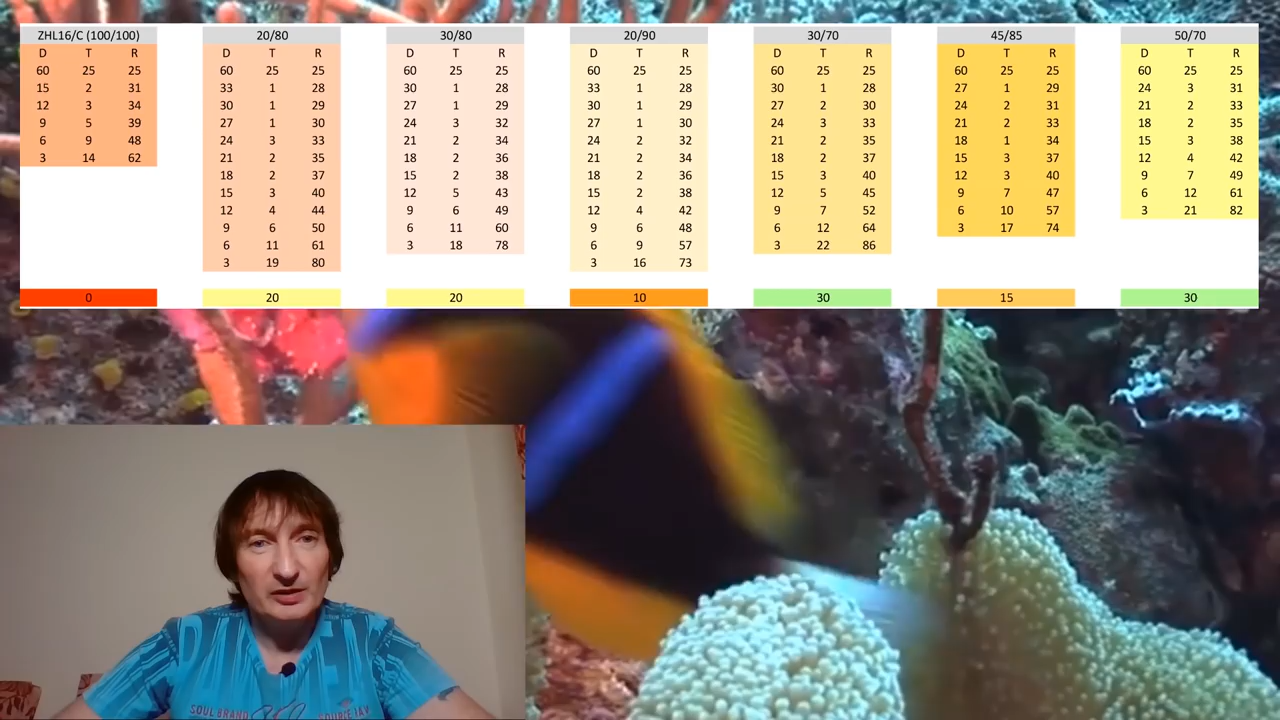 ZHL16/C (100/100) 20/80 30/80 20/90 30/70 45/85 50/70
D T R D T R D T R D T R D T R D T R D T R
60 25 25 60 25 25 60 25 25 60 25 25 60 25 25 60 25 25 60 25 25
15 2 31 33 1 28 30 1 28 33 1 28 30 1 28 27 1 29 24 3 31
12 3 34 30 1 29 27 1 29 30 1 29 27 2 30 24 2 31 21 2 33
9 5 39 27 1 30 24 3 32 27 1 30 24 3 33 21 2 33 18 2 35
6 9 48 24 3 33 21 2 34 24 2 32 21 2 35 18 1 34 15 3 38
3 14 62 21 2 35 18 2 36 21 2 34 18 2 37 15 3 37 12 4 42
18 2 37 15 2 38 18 2 36 15 3 40 12 3 40 9 7 49
15 3 40 12 5 43 15 2 38 12 5 45 9 7 47 6 12 61
12 4 44 9 6 49 12 4 42 9 7 52 6 10 57 3 21 82
9 6 50 6 11 60 9 6 48 6 12 64 3 17 74
6 11 61 3 18 78 6 9 57 3 22 86
3 19 80 3 16 73
0 20 20 10 30 15 30
SOUL BRAND